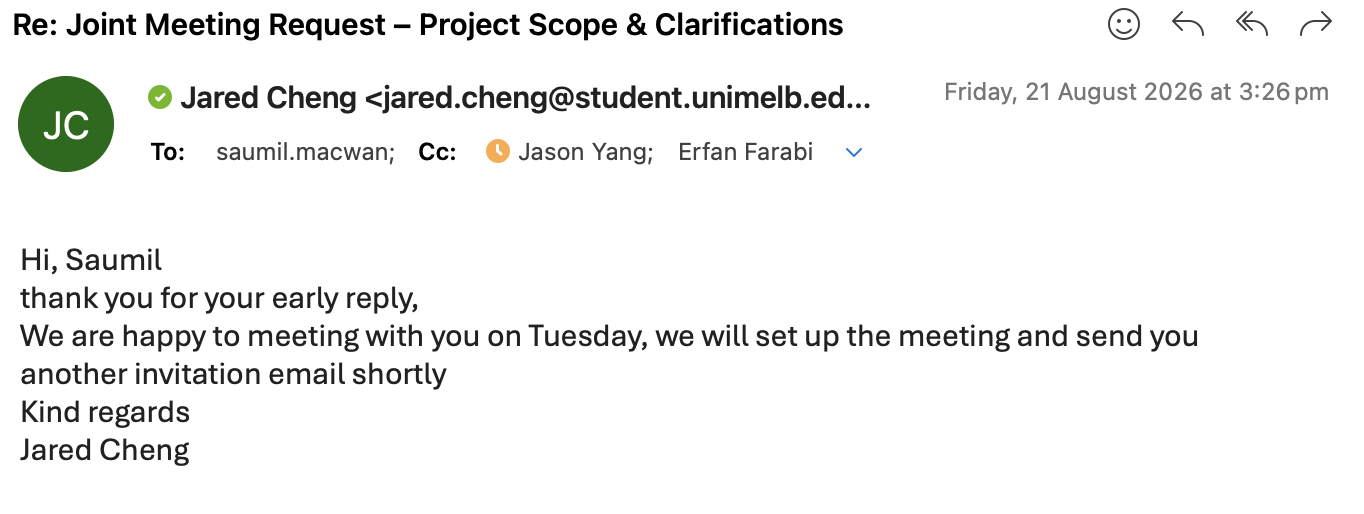 Re: Joint Meeting Request – Project Scope & Clarifications
JC
Jared Cheng <jared.cheng@student.unimelb.ed...
Friday, 21 August 2026 at 3:26 pm
To: saumil.macwan; Cc: Jason Yang; Erfan Farabi
Hi, Saumil
thank you for your early reply,
We are happy to meeting with you on Tuesday, we will set up the meeting and send you
another invitation email shortly
Kind regards
Jared Cheng